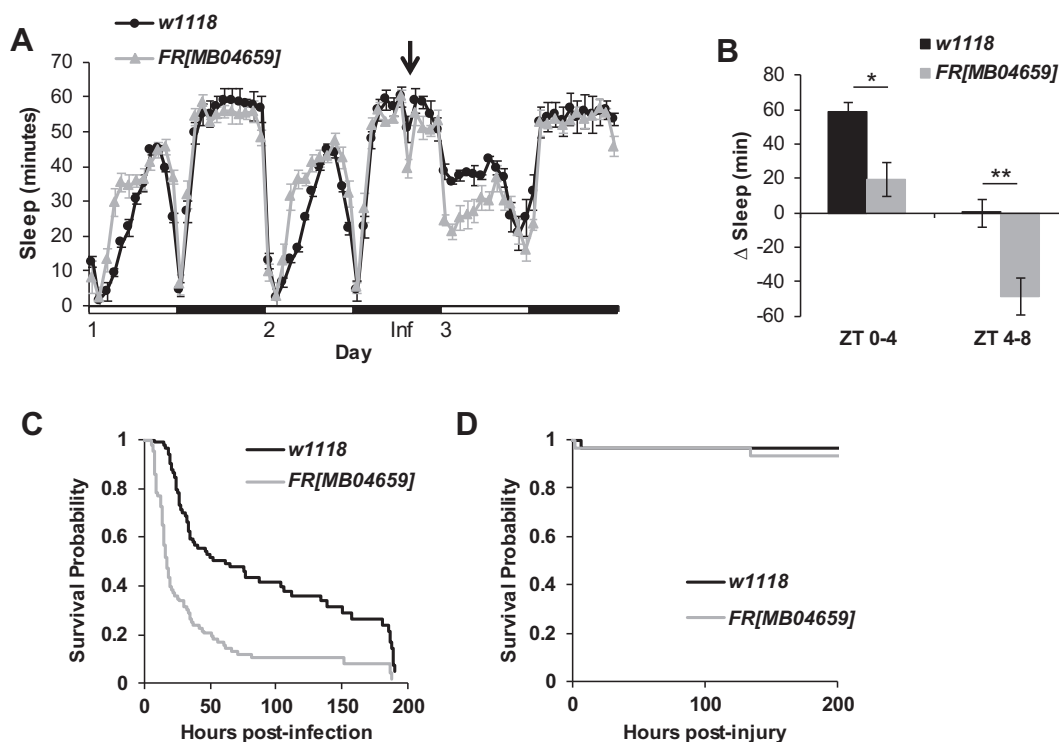 A
w1118
FR[MB04659]
70
60
50
40
30
20
10
0
Sleep (minutes)
1
2
Inf
3
Day
B
w1118
FR[MB04659]
80
60
40
20
0
-20
-40
-60
Δ Sleep (min)
*
**
ZT 0-4
ZT 4-8
C
w1118
FR[MB04659]
1
0.8
0.6
0.4
0.2
0
Survival Probability
0
50
100
150
200
Hours post-infection
D
1
0.8
0.6
0.4
0.2
0
Survival Probability
w1118
FR[MB04659]
0
100
200
Hours post-injury